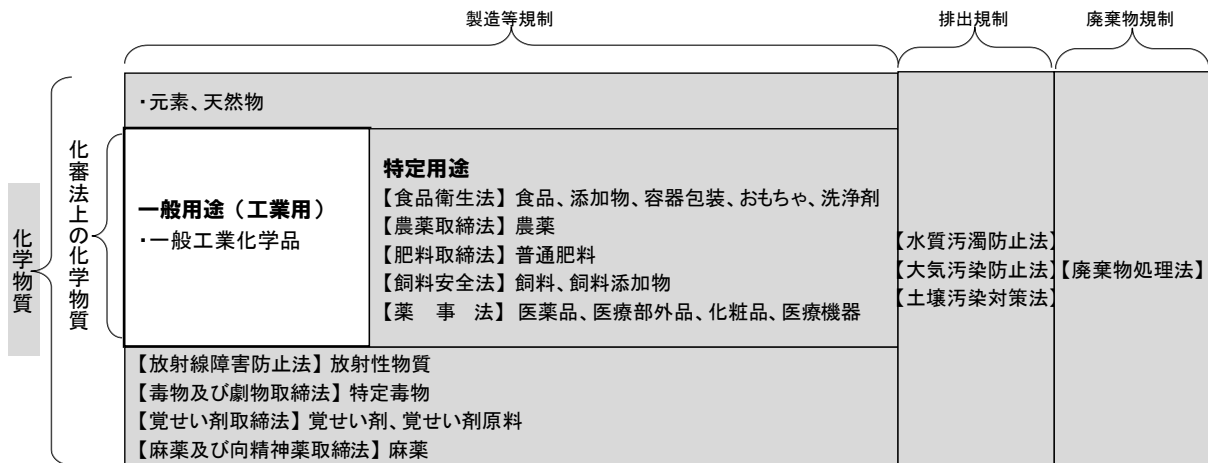 製造等規制
排出規制
廃棄物規制
化学物質
化審法上の化学物質
・元素、天然物
一般用途（工業用）
・一般工業化学品
特定用途
【食品衛生法】食品、添加物、容器包装、おもちゃ、洗浄剤
【農薬取締法】農薬
【肥料取締法】普通肥料
【飼料安全法】飼料、飼料添加物
【薬　事　法】医薬品、医療部外品、化粧品、医療機器
【放射線障害防止法】放射性物質
【毒物及び劇物取締法】特定毒物
【覚せい剤取締法】覚せい剤、覚せい剤原料
【麻薬及び向精神薬取締法】麻薬
【水質汚濁防止法】
【大気汚染防止法】
【土壌汚染対策法】
【廃棄物処理法】